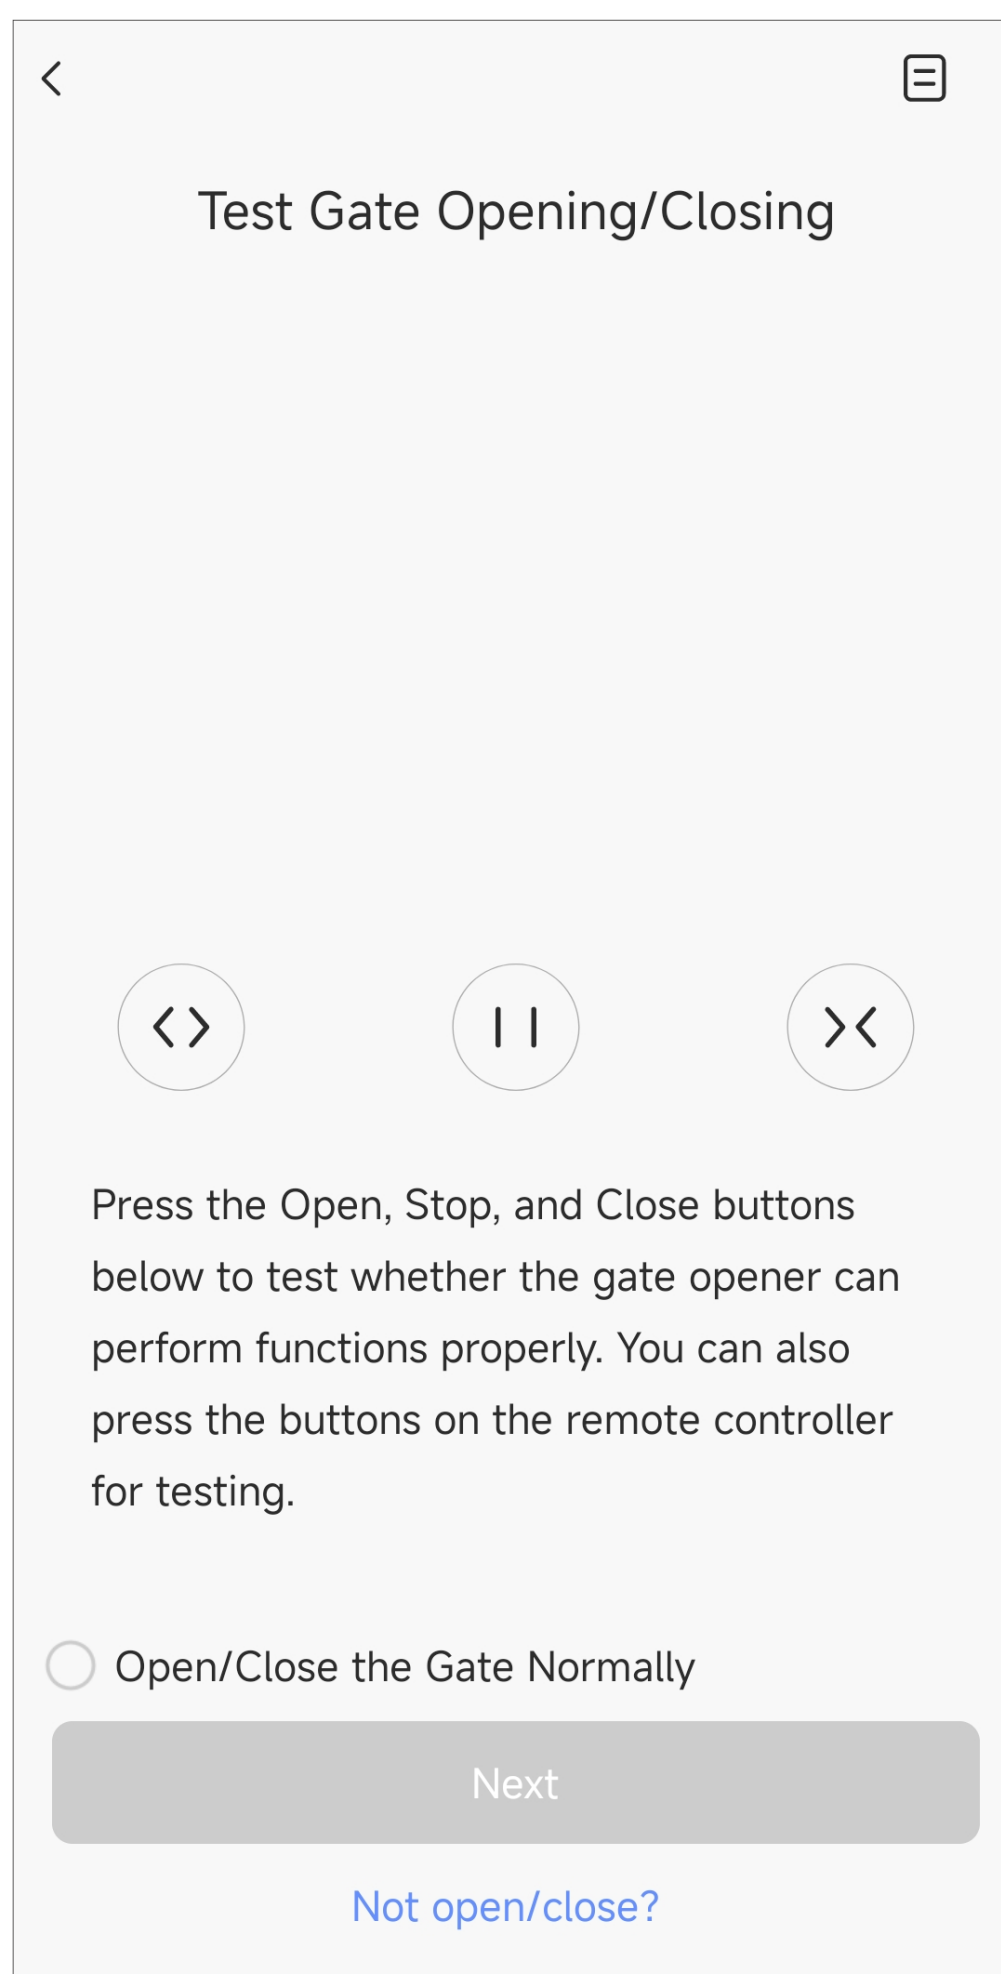 Test Gate Opening/Closing
Press the Open, Stop, and Close buttons
below to test whether the gate opener can
perform functions properly. You can also
press the buttons on the remote controller
for testing.
Open/Close the Gate Normally
Next
Not open/close?